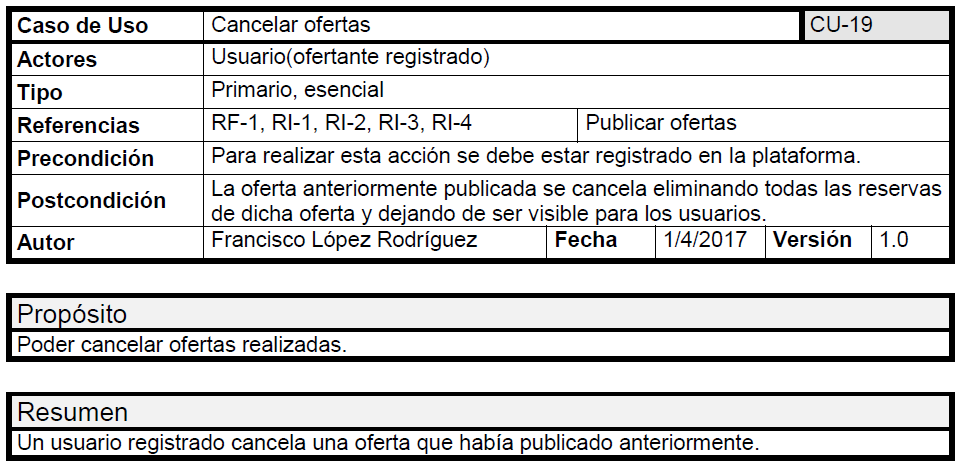 Caso de Uso Cancelar ofertas CU-19
Actores Usuario(ofertante registrado)
Tipo Primario, esencial
Referencias RF-1, RI-1, RI-2, RI-3, RI-4 Publicar ofertas
Precondición Para realizar esta acción se debe estar registrado en la plataforma.
Postcondición La oferta anteriormente publicada se cancela eliminando todas las reservas
de dicha oferta y dejando de ser visible para los usuarios.
Autor Francisco López Rodríguez Fecha 1/4/2017 Versión 1.0
Propósito
Poder cancelar ofertas realizadas.
Resumen
Un usuario registrado cancela una oferta que había publicado anteriormente.